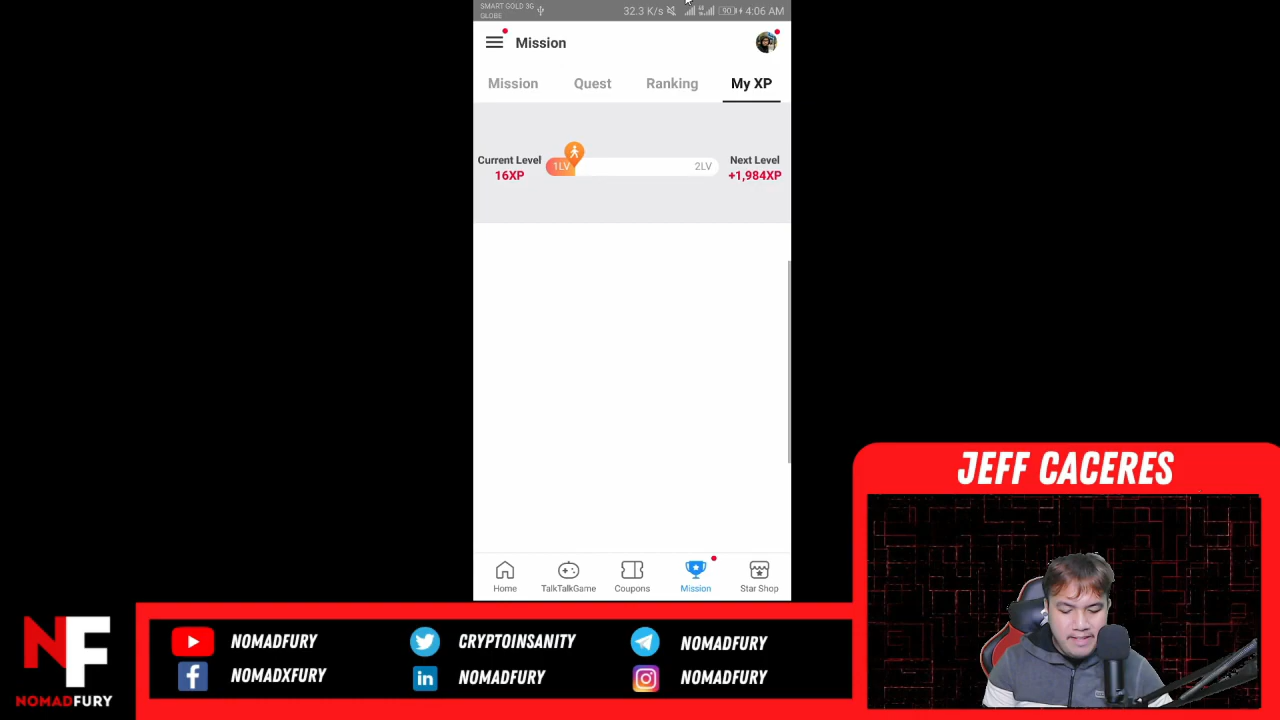 SMART GOLD 3G
GLOBE
32.3 K/s 90 4:06 AM
Mission
Mission Quest Ranking My XP
Current Level
16XP
1LV 2LV
Next Level
+1,984XP
Home TalkTalkGame Coupons Mission Star Shop
JEFF CACERES
NF
NOMADFURY
NOMADFURY CRYPTOINSANITY NOMADFURY
NOMADXFURY NOMADFURY NOMADFURY